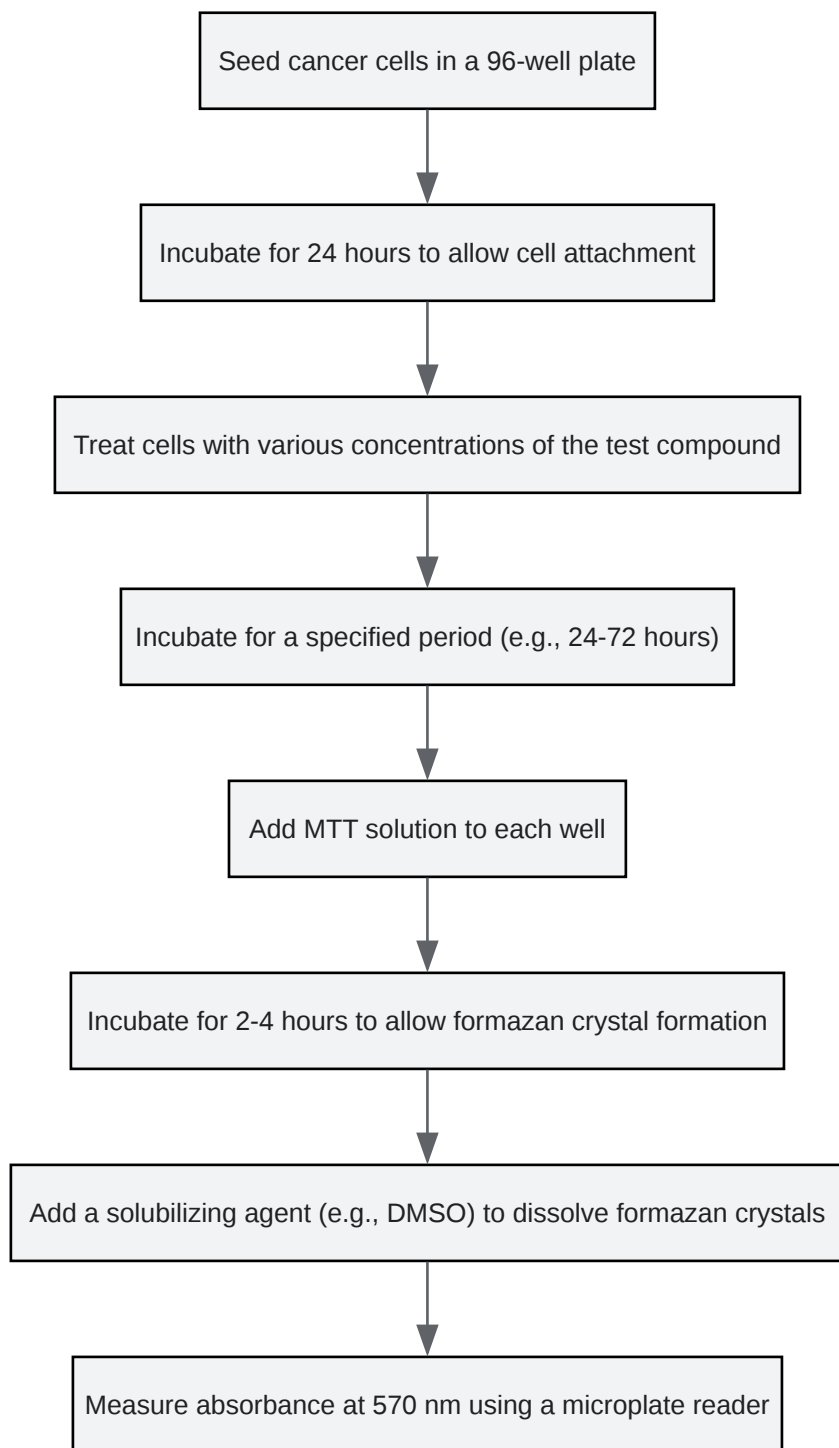 Seed cancer cells in a 96-well plate
Incubate for 24 hours to allow cell attachment
Treat cells with various concentrations of the test compound
Incubate for a specified period (e.g., 24-72 hours)
Add MTT solution to each well
Incubate for 2-4 hours to allow formazan crystal formation
Add a solubilizing agent (e.g., DMSO) to dissolve formazan crystals
Measure absorbance at 570 nm using a microplate reader